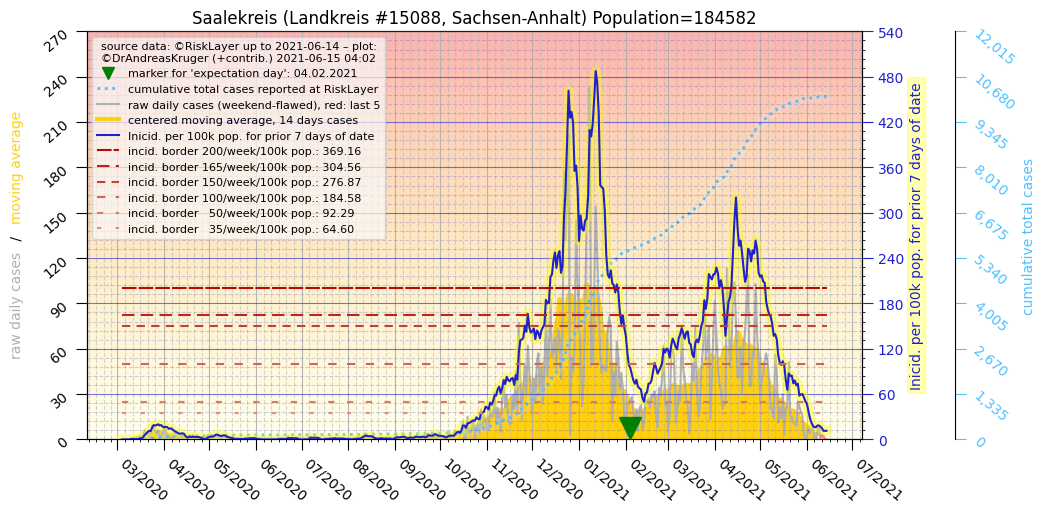 Saalekreis (Landkreis #15088, Sachsen-Anhalt) Population=184582
source data: ©RiskLayer up to 2021-06-14 – plot:
©DrAndreasKruger (+contrib.) 2021-06-15 04:02
marker for 'expectation day': 04.02.2021
cumulative total cases reported at RiskLayer
raw daily cases (weekend-flawed), red: last 5
centered moving average, 14 days cases
Inicid. per 100k pop. for prior 7 days of date
incid. border 200/week/100k pop.: 369.16
incid. border 165/week/100k pop.: 304.56
incid. border 150/week/100k pop.: 276.87
incid. border 100/week/100k pop.: 184.58
incid. border 50/week/100k pop.: 92.29
incid. border 35/week/100k pop.: 64.60
raw daily cases / moving average
270
240
210
180
150
120
90
60
30
0
03/2020
04/2020
05/2020
06/2020
07/2020
08/2020
09/2020
10/2020
11/2020
12/2020
01/2021
02/2021
03/2021
04/2021
05/2021
06/2021
07/2021
540
480
420
360
300
240
180
120
60
0
Inicid. per 100k pop. for prior 7 days of date
12,015
10,680
9,345
8,010
6,675
5,340
4,005
2,670
1,335
0
cumulative total cases